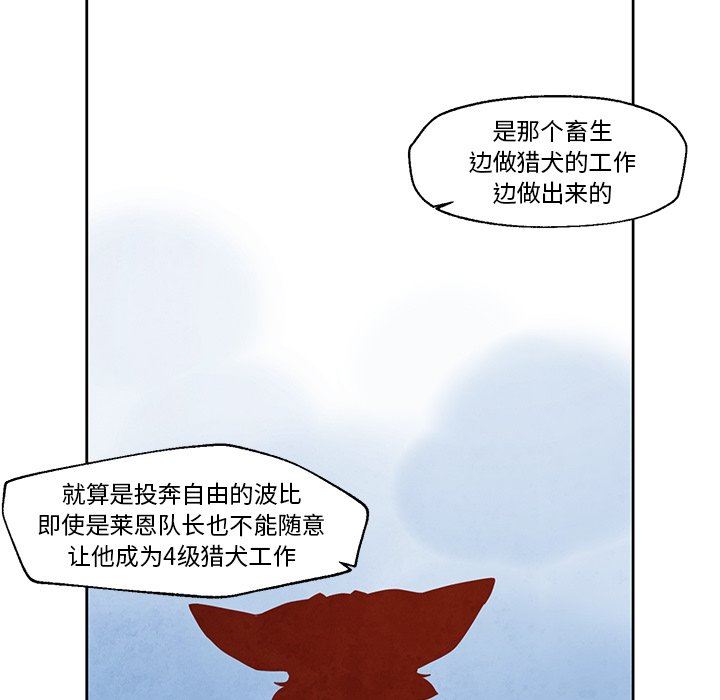 是那个畜生
边做猎犬的工作
边做出来的
就算是投奔自由的波比
即使是莱恩队长也不能随意
让他成为4级猎犬工作